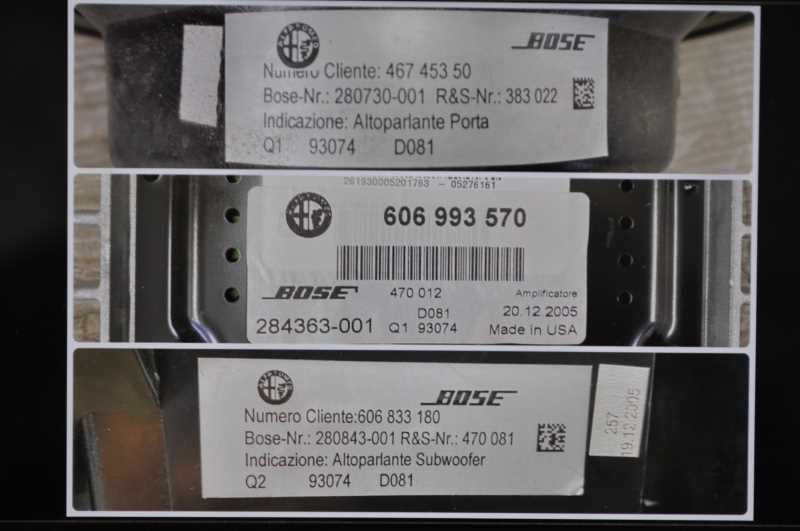 BOSE
Numero Cliente: 467 453 50
Bose-Nr.: 280730-001 R&S-Nr.: 383 022
Indicazione: Altoparlante Porta
Q1 93074 D081
261930005201763 - 05276161
606 993 570
BOSE 470 012 Amplificatore
D081 20.12.2005
284363-001 Q1 93074 Made in USA
BOSE
Numero Cliente:606 833 180
Bose-Nr.: 280843-001 R&S-Nr.: 470 081
Indicazione: Altoparlante Subwoofer
Q2 93074 D081
257
19.12.2005